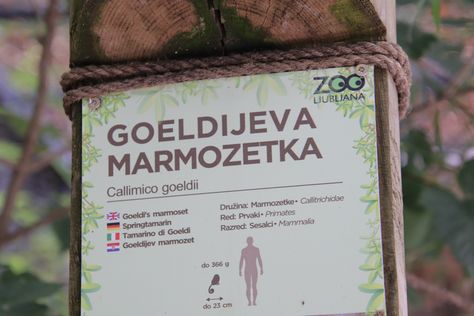 ZOO
LJUBLJANA
GOELDIJEVA
MARMOZETKA
Callimico goeldii
Goeldi's marmoset
Springtamarin
Tamarino di Goeldi
Goeldijev marmozet
Družina: Marmozetke • Callitrichidae
Red: Prvaki • Primates
Razred: Sesalci • Mammalia
do 366 g
do 23 cm